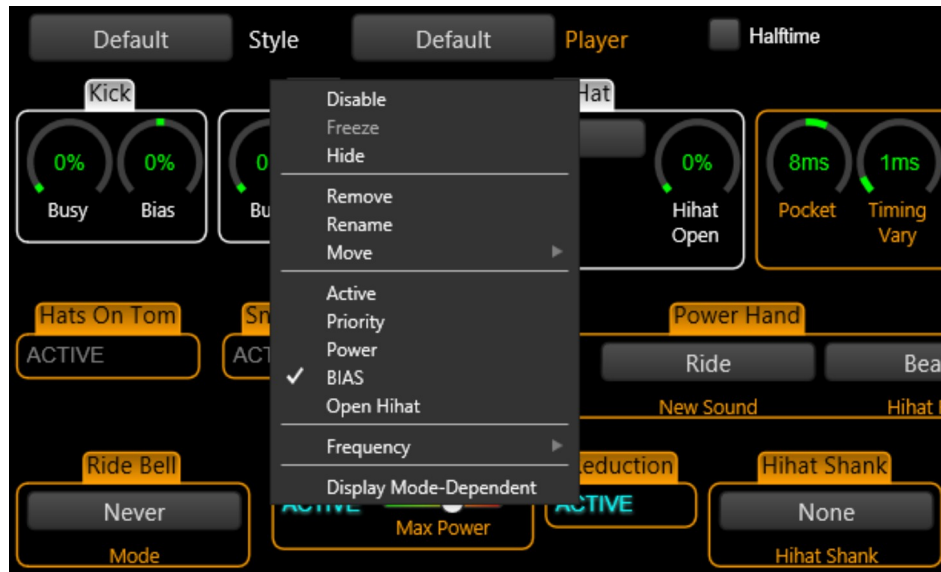 Default
Style
Default
Player
Halftime
Kick
Hat
0%
0%
0%
8ms
1ms
Busy
Bias
Hihat
Open
Pocket
Timing
Vary
Disable
Freeze
Hide
Remove
Rename
Move
Active
Priority
Power
BIAS
Open Hihat
Frequency
Display Mode-Dependent
Hats On Tom
ACTIVE
Power Hand
Ride
New Sound
Hihat
Ride Bell
Never
Mode
ACTIVE
Max Power
ACTIVE
Hihat Shank
None
Hihat Shank